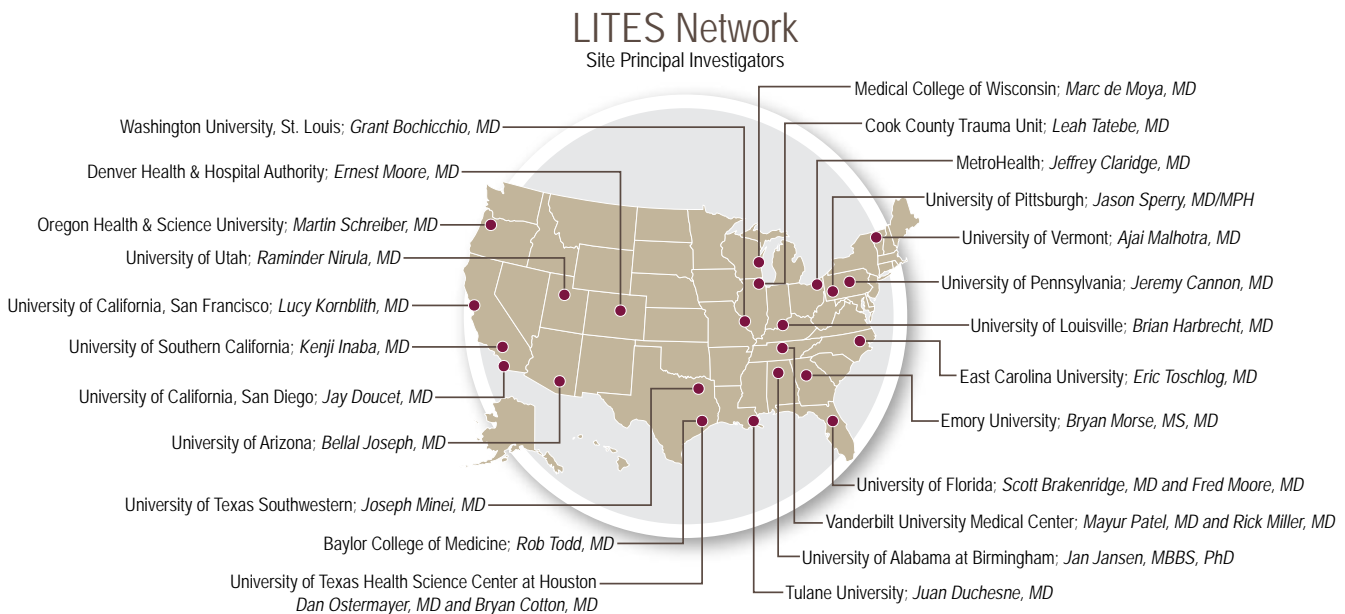 LITES Network
Site Principal Investigators
Washington University, St. Louis; Grant Bochicchio, MD
Denver Health & Hospital Authority; Ernest Moore, MD
Oregon Health & Science University; Martin Schreiber, MD
University of Utah; Raminder Nirula, MD
University of California, San Francisco; Lucy Kornblith, MD
University of Southern California; Kenji Inaba, MD
University of California, San Diego; Jay Doucet, MD
University of Arizona; Bellal Joseph, MD
University of Texas Southwestern; Joseph Minei, MD
Baylor College of Medicine; Rob Todd, MD
University of Texas Health Science Center at Houston
Dan Ostermayer, MD and Bryan Cotton, MD
Medical College of Wisconsin; Marc de Moya, MD
Cook County Trauma Unit; Leah Tatebe, MD
MetroHealth; Jeffrey Claridge, MD
University of Pittsburgh; Jason Sperry, MD/MPH
University of Vermont; Ajai Malhotra, MD
University of Pennsylvania; Jeremy Cannon, MD
University of Louisville; Brian Harbrecht, MD
East Carolina University; Eric Toschlog, MD
Emory University; Bryan Morse, MS, MD
University of Florida; Scott Brakenridge, MD and Fred Moore, MD
Vanderbilt University Medical Center; Mayur Patel, MD and Rick Miller, MD
University of Alabama at Birmingham; Jan Jansen, MBBS, PhD
Tulane University; Juan Duchesne, MD